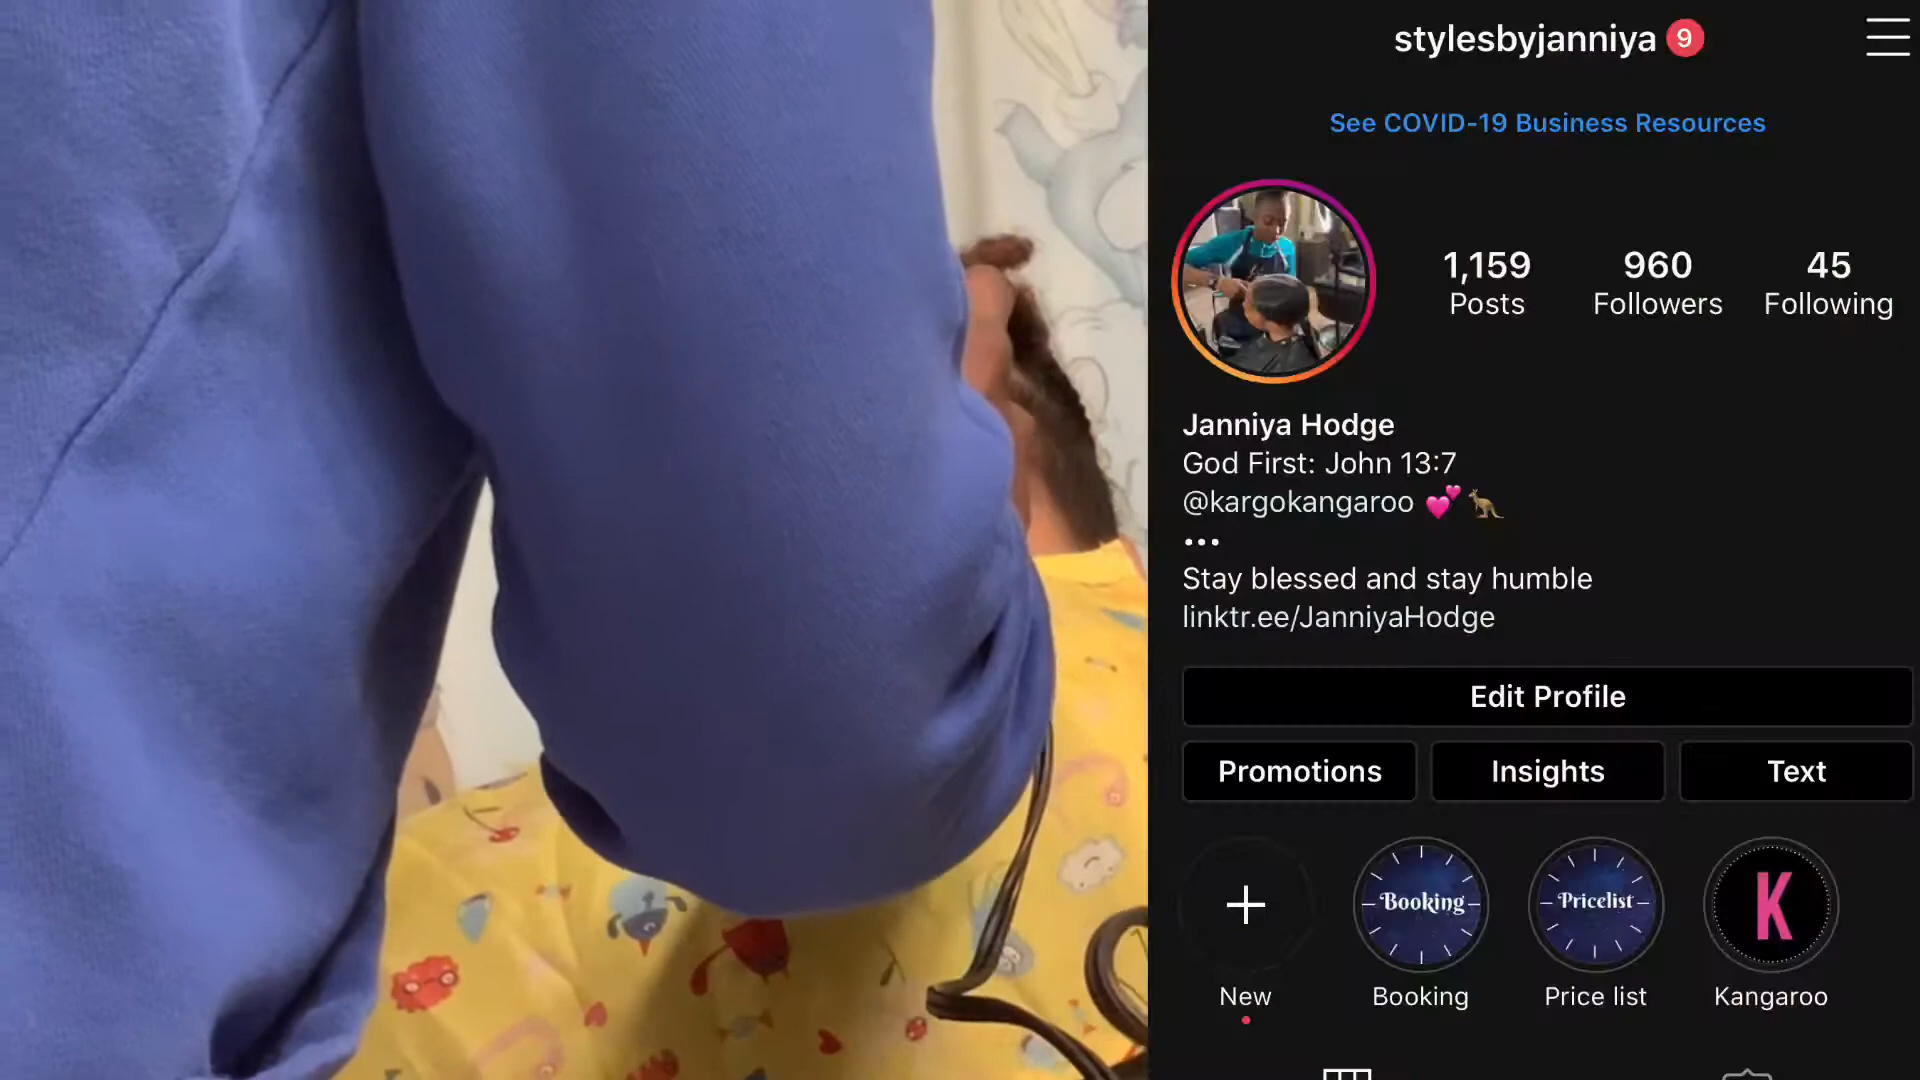 stylesbyjanniya 9
See COVID-19 Business Resources
1,159 960 45
Posts Followers Following
Janniya Hodge
God First: John 13:7
@kargokangaroo 💕🦘
•••
Stay blessed and stay humble
linktr.ee/JanniyaHodge
Edit Profile
Promotions Insights Text
Booking Pricelist K
New Booking Price list Kangaroo